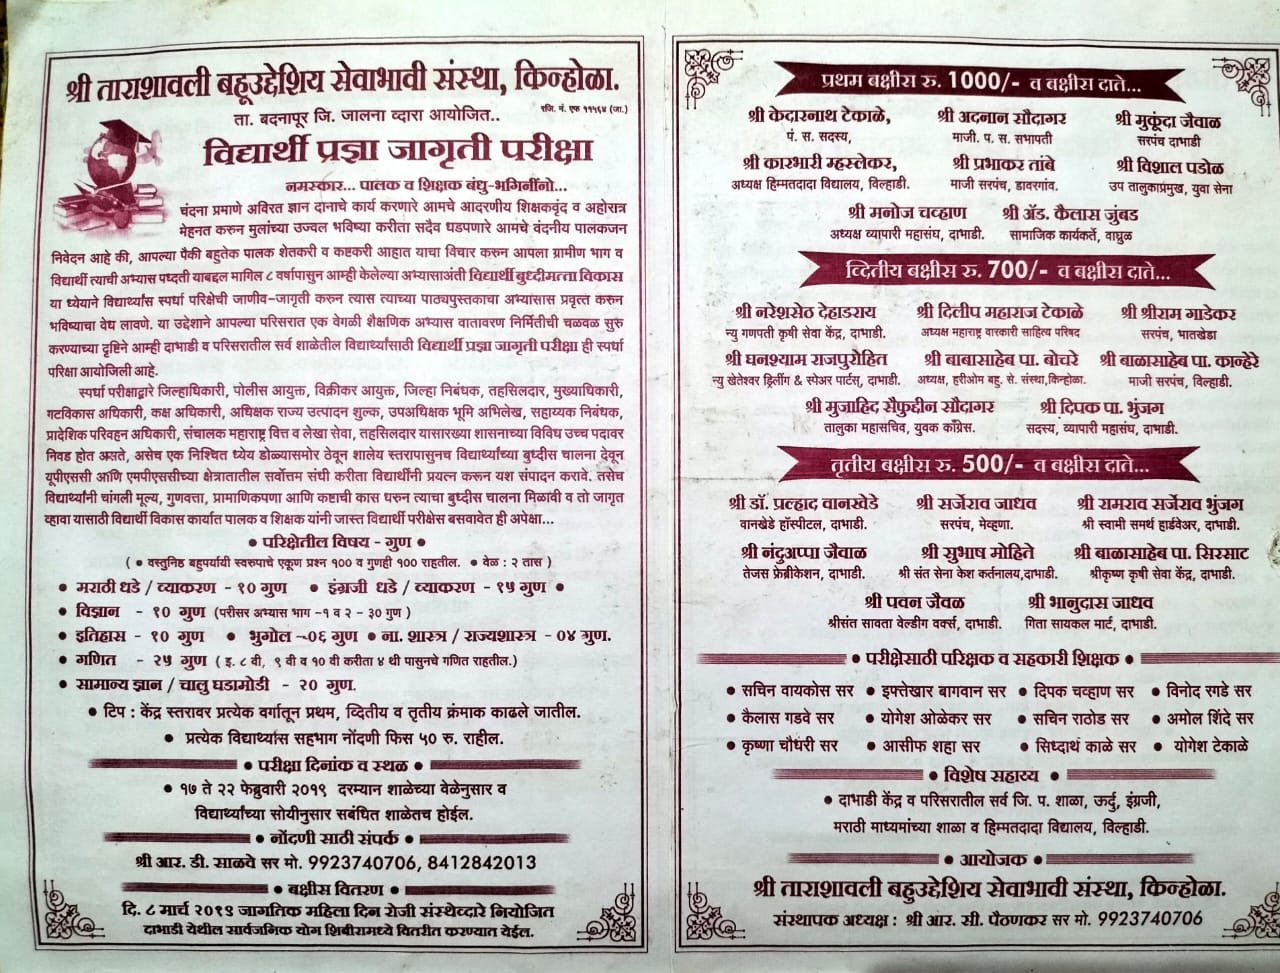 श्री ताराशावली बहूउद्देशिय सेवाभावी संस्था, किन्होळा.
रजि. नं. एफ ११५६४ (जा.)
ता. बदनापूर जि. जालना व्दारा आयोजित..
विद्यार्थी प्रज्ञा जागृती परीक्षा
नमस्कार... पालक व शिक्षक बंधु-भगिनींनो...
चंदना प्रमाणे अविरत ज्ञान दानाचे कार्य करणारे आमचे आदरणीय शिक्षकवृंद व अहोरात्र
मेहनत करुन मुलांच्या उज्वल भविष्या करीता सदैव धडपणारे आमचे वंदनीय पालकजन
निवेदन आहे की, आपल्या पैकी बहुतेक पालक शेतकरी व कष्टकरी आहात याचा विचार करुन आपला ग्रामीण भाग व
विद्यार्थी त्याची अभ्यास पध्दती याबद्दल मागिल ८ वर्षापासुन आम्ही केलेल्या अभ्यासाअंती विद्यार्थी बुध्दीमत्ता विकास
या ध्येयाने विद्यार्थ्यांस स्पर्धा परिक्षेची जाणीव-जागृती करुन त्यास त्याच्या पाठ्यपुस्तकाचा अभ्यासास प्रवृत्त करुन
भविष्याचा वेध लावणे. या उद्देशाने आपल्या परिसरात एक वेगळी शैक्षणिक अभ्यास वातावरण निर्मितीची चळवळ सुरु
करण्याच्या दृष्टिने आम्ही दाभाडी व परिसरातील सर्व शाळेतील विद्यार्थ्यांसाठी विद्यार्थी प्रज्ञा जागृती परीक्षा ही स्पर्धा
परिक्षा आयोजिली आहे.
स्पर्धा परीक्षाद्वारे जिल्हाधिकारी, पोलीस आयुक्त, विक्रीकर आयुक्त, जिल्हा निबंधक, तहसिलदार, मुख्याधिकारी,
गटविकास अधिकारी, कक्ष अधिकारी, अधिक्षक राज्य उत्पादन शुल्क, उपअधिक्षक भूमि अभिलेख, सहाय्यक निबंधक,
प्रादेशिक परिवहन अधिकारी, संचालक महाराष्ट्र वित्त व लेखा सेवा, तहसिलदार यासारख्या शासनाच्या विविध उच्च पदावर
निवड होत असते, असेच एक निश्चित ध्येय डोळ्यासमोर ठेवून शालेय स्तरापासुनच विद्यार्थ्यांच्या बुध्दीस चालना देवून
यूपीएससी आणि एमपीएससीच्या क्षेत्रातातील सर्वोत्तम संधी करीता विद्यार्थीनी प्रयत्न करून यश संपादन करावे. तसेच
विद्यार्थ्यांनी चांगली मूल्य, गुणवत्ता, प्रामाणिकपणा आणि कष्टाची कास धरुन त्याचा बुध्दीस चालना मिळावी व तो जागृत
व्हावा यासाठी विद्यार्थी विकास कार्यात पालक व शिक्षक यांनी जास्त विद्यार्थी परीक्षेस बसवावेत ही अपेक्षा...
• परिक्षेतील विषय - गुण •
( • वस्तुनिष्ठ बहुपर्यायी स्वरुपाचे एकूण प्रश्न १०० व गुणही १०० राहतील. • वेळ : २ तास )
• मराठी धडे / व्याकरण - १० गुण • इंग्रजी धडे / व्याकरण - १५ गुण •
• विज्ञान - १० गुण (परीसर अभ्यास भाग -१ व २ - ३० गुण )
• इतिहास - १० गुण • भुगोल -०६ गुण • ना. शास्त्र / राज्यशास्त्र - ०४ गुण.
• गणित - २५ गुण ( इ. ८ वी, ९ वी व १० वी करीता ४ थी पासुनचे गणित राहतील.)
• सामान्य ज्ञान / चालु घडामोडी - २० गुण.
• टिप : केंद्र स्तरावर प्रत्येक वर्गातून प्रथम, व्दितीय व तृतीय क्रंमाक काढले जातील.
• प्रत्येक विद्यार्थ्यास सहभाग नोंदणी फिस ५० रु. राहील.
• परीक्षा दिनांक व स्थळ •
• १७ ते २२ फेब्रुवारी २०१९ दरम्यान शाळेच्या वेळेनुसार व
विद्यार्थ्यांच्या सोयीनुसार सबंधित शाळेतच होईल.
• नोंदणी साठी संपर्क •
श्री आर. डी. साळवे सर मो. 9923740706, 8412842013
• बक्षीस वितरण •
दि. ८ मार्च २०१९ जागतिक महिला दिन रोजी संस्थेव्दारे नियोजित
दाभाडी येथील सार्वजनिक योग शिबीरामध्ये वितरीत करण्यात येईल.
प्रथम बक्षीस रु. 1000/- व बक्षीस दाते...
श्री केदारनाथ टेकाळे, श्री अदनान सौदागर श्री मुकूंदा जैवाळ
पं. स. सदस्य, माजी. प. स. सभापती सरपंच दाभाडी
श्री कारभारी म्हस्लेकर, श्री प्रभाकर तांबे श्री विशाल पडोळ
अध्यक्ष हिम्मतदादा विद्यालय, विल्हाडी. माजी सरपंच, डावरगांव. उप तालुकाप्रंमुख, युवा सेना
श्री मनोज चव्हाण श्री अ‍ॅड. कैलास जुंबड
अध्यक्ष व्यापारी महासंघ, दाभाडी. सामाजिक कार्यकर्ते, वाघ्रुळ
व्दितीय बक्षीस रु. 700/- व बक्षीस दाते...
श्री नरेशसेठ देहाडराय श्री दिलीप महाराज टेकाळे श्री श्रीराम गाडेकर
न्यु गणपती कृषी सेवा केंद्र, दाभाडी. अध्यक्ष महाराष्ट्र वारकारी साहित्य परिषद सरपंच, भातखेडा
श्री घनश्याम राजपुरोहित श्री बाबासाहेब पा. बोचरे श्री बाळासाहेब पा. कान्हेरे
न्यु खेतेश्वर ड्रिलींग & स्पेअर पार्टस्, दाभाडी. अध्यक्ष, हरीओम बहु. से. संस्था,किन्होळा. माजी सरपंच, विल्हाडी.
श्री मुजाहिद सैफुद्दीन सौदागर श्री दिपक पा. भुंजग
तालुका महासचिव, युवक काँग्रेस. सदस्य, व्यापारी महासंघ, दाभाडी.
तृतीय बक्षीस रु. 500/- व बक्षीस दाते...
श्री डॉ. प्रल्हाद वानखेडे श्री सर्जेराव जाधव श्री रामराव सर्जेराव भुंजग
वानखेडे हॉस्पीटल, दाभाडी. सरपंच, मेव्हुणा. श्री स्वामी समर्थ हार्डवेअर, दाभाडी.
श्री नंदुअप्पा जैवाळ श्री सुभाष मोहिते श्री बाळासाहेब पा. सिरसाट
तेजस फ्रेब्रीकेशन, दाभाडी. श्री संत सेना केश कर्तनालय,दाभाडी. श्रीकृष्ण कृषी सेवा केंद्र, दाभाडी.
श्री पवन जैवळ श्री भानुदास जाधव
श्रीसंत सावता वेल्डींग वर्क्स, दाभाडी. गिता सायकल मार्ट, दाभाडी.
• परीक्षेसाठी परिक्षक व सहकारी शिक्षक •
• सचिन वायकोस सर • इफ्तेखार बागवान सर • दिपक चव्हाण सर • विनोद रगडे सर
• कैलास गडवे सर • योगेश ओळेकर सर • सचिन राठोड सर • अमोल शिंदे सर
• कृष्णा चौधरी सर • आसीफ शहा सर • सिध्दार्थ काळे सर • योगेश टेकाळे
• विशेष सहाय्य •
• दाभाडी केंद्र व परिसरातील सर्व जि. प. शाळा, ऊर्दु, इंग्रजी,
मराठी माध्यमांच्या शाळा व हिम्मतदादा विद्यालय, विल्हाडी.
• आयोजक •
श्री ताराशावली बहुउद्देशिय सेवाभावी संस्था, किन्होळा.
संस्थापक अध्यक्ष : श्री आर. सी. पैठणकर सर मो. 9923740706